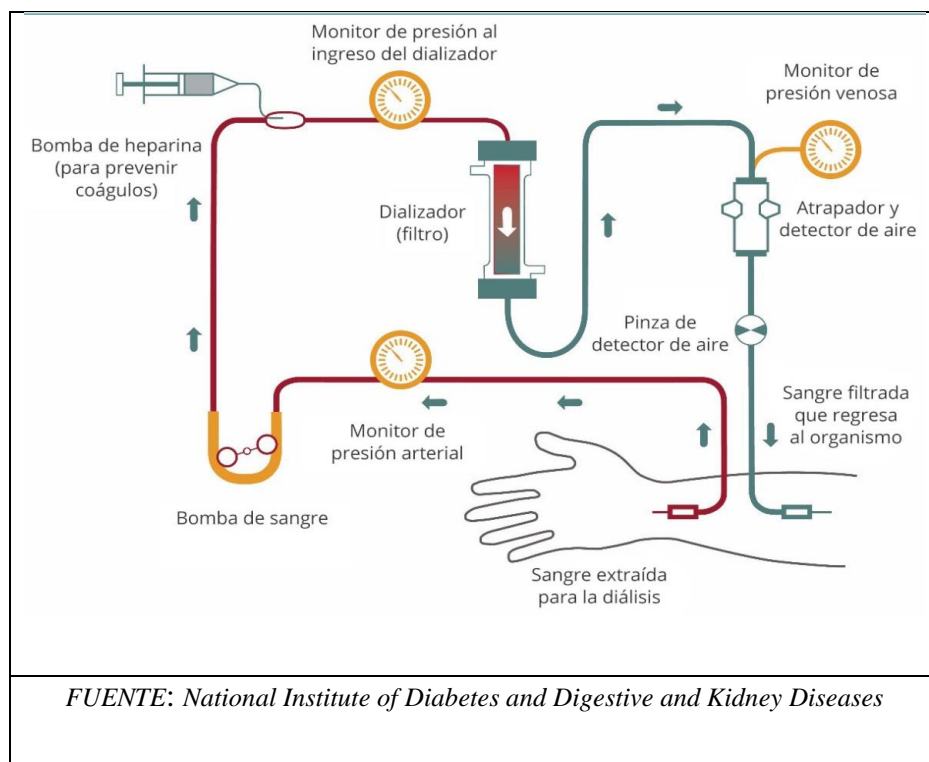 Monitor de presión al
ingreso del dializador
Monitor de
presión venosa
Bomba de heparina
(para prevenir
coágulos)
Dializador
(filtro)
Atrapador y
detector de aire
Pinza de
detector de aire
Sangre filtrada
que regresa
al organismo
Monitor de
presión arterial
Bomba de sangre
Sangre extraída
para la diálisis
FUENTE: National Institute of Diabetes and Digestive and Kidney Diseases